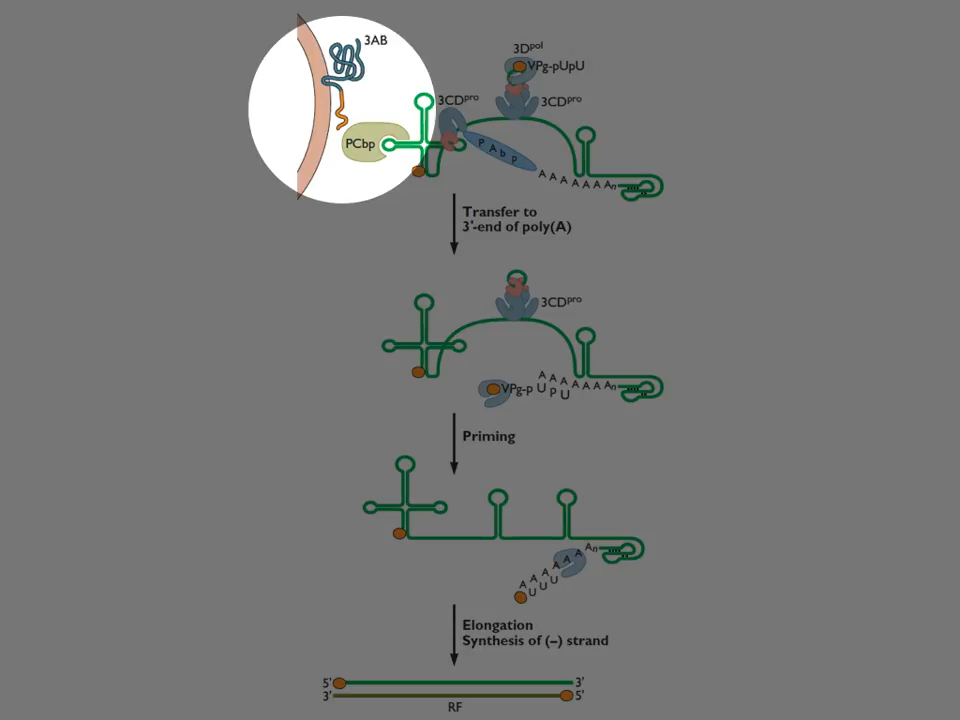 3AB
3Dpol
VPg-pUpU
3CDpro
3CDpro
PCbp
PAbp
A A A A A A An
Transfer to
3'-end of poly(A)
3CDpro
A A A A A A An
VPg-p U p U
Priming
A A A A A An
U U U
Elongation
Synthesis of (–) strand
5' 3'
3' 5'
RF